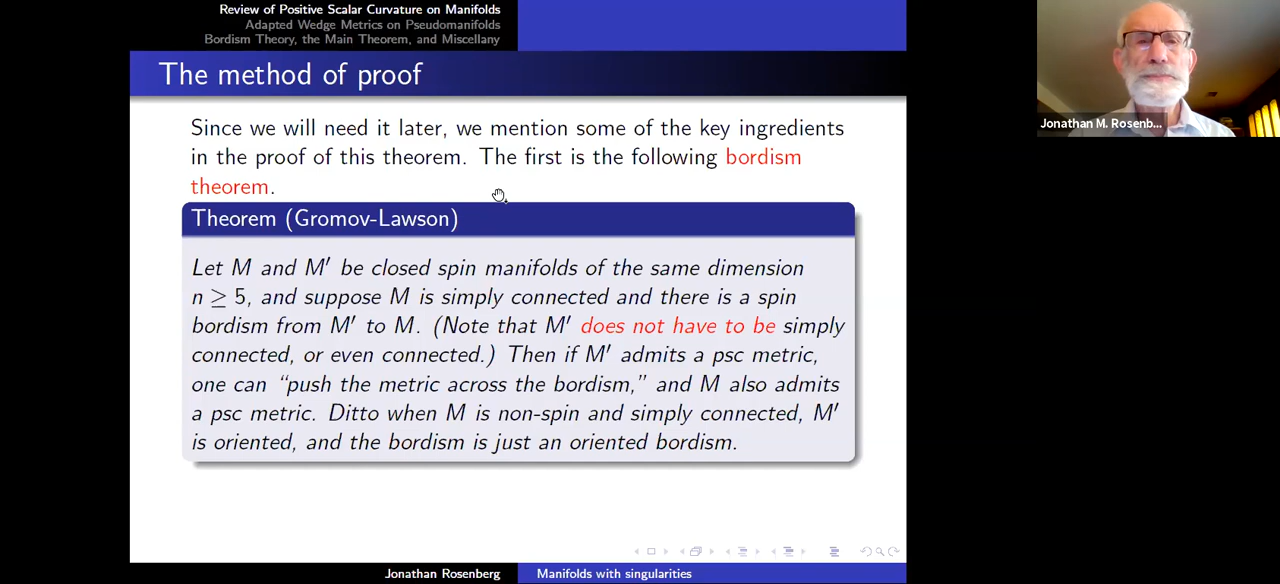 Review of Positive Scalar Curvature on Manifolds
Adapted Wedge Metrics on Pseudomanifolds
Bordism Theory, the Main Theorem, and Miscellany
The method of proof
Since we will need it later, we mention some of the key ingredients
in the proof of this theorem. The first is the following bordism
theorem.
Theorem (Gromov-Lawson)
Let M and M′ be closed spin manifolds of the same dimension
n ≥ 5, and suppose M is simply connected and there is a spin
bordism from M′ to M. (Note that M′ does not have to be simply
connected, or even connected.) Then if M′ admits a psc metric,
one can “push the metric across the bordism,” and M also admits
a psc metric. Ditto when M is non-spin and simply connected, M′
is oriented, and the bordism is just an oriented bordism.
Jonathan Rosenberg
Manifolds with singularities
Jonathan M. Rosenb...